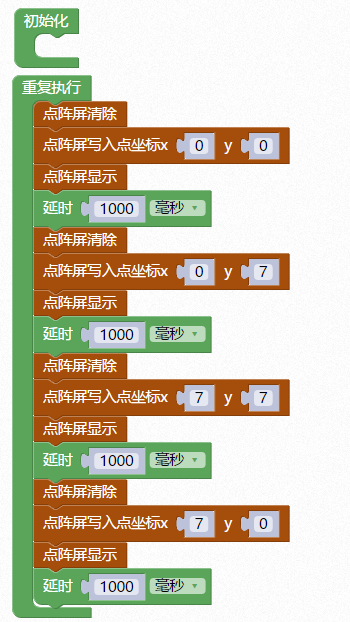 初始化
重复执行
点阵屏清除
点阵屏写入点坐标x 0 y 0
点阵屏显示
延时 1000 毫秒
点阵屏清除
点阵屏写入点坐标x 0 y 7
点阵屏显示
延时 1000 毫秒
点阵屏清除
点阵屏写入点坐标x 7 y 7
点阵屏显示
延时 1000 毫秒
点阵屏清除
点阵屏写入点坐标x 7 y 0
点阵屏显示
延时 1000 毫秒